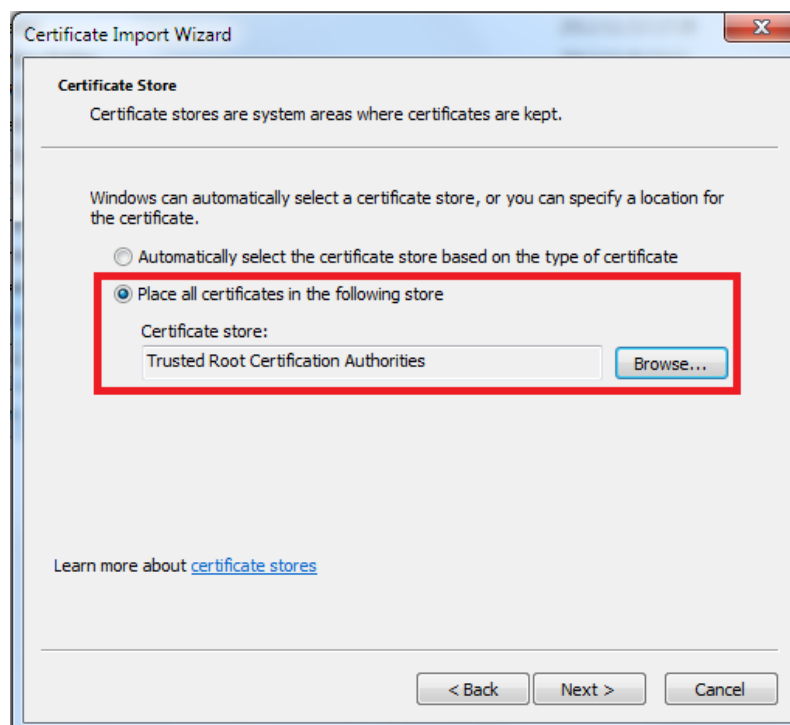 Certificate Import Wizard
Certificate Store
Certificate stores are system areas where certificates are kept.
Windows can automatically select a certificate store, or you can specify a location for
the certificate.
Automatically select the certificate store based on the type of certificate
Place all certificates in the following store
Certificate store:
Trusted Root Certification Authorities
Browse...
Learn more about certificate stores
< Back
Next >
Cancel